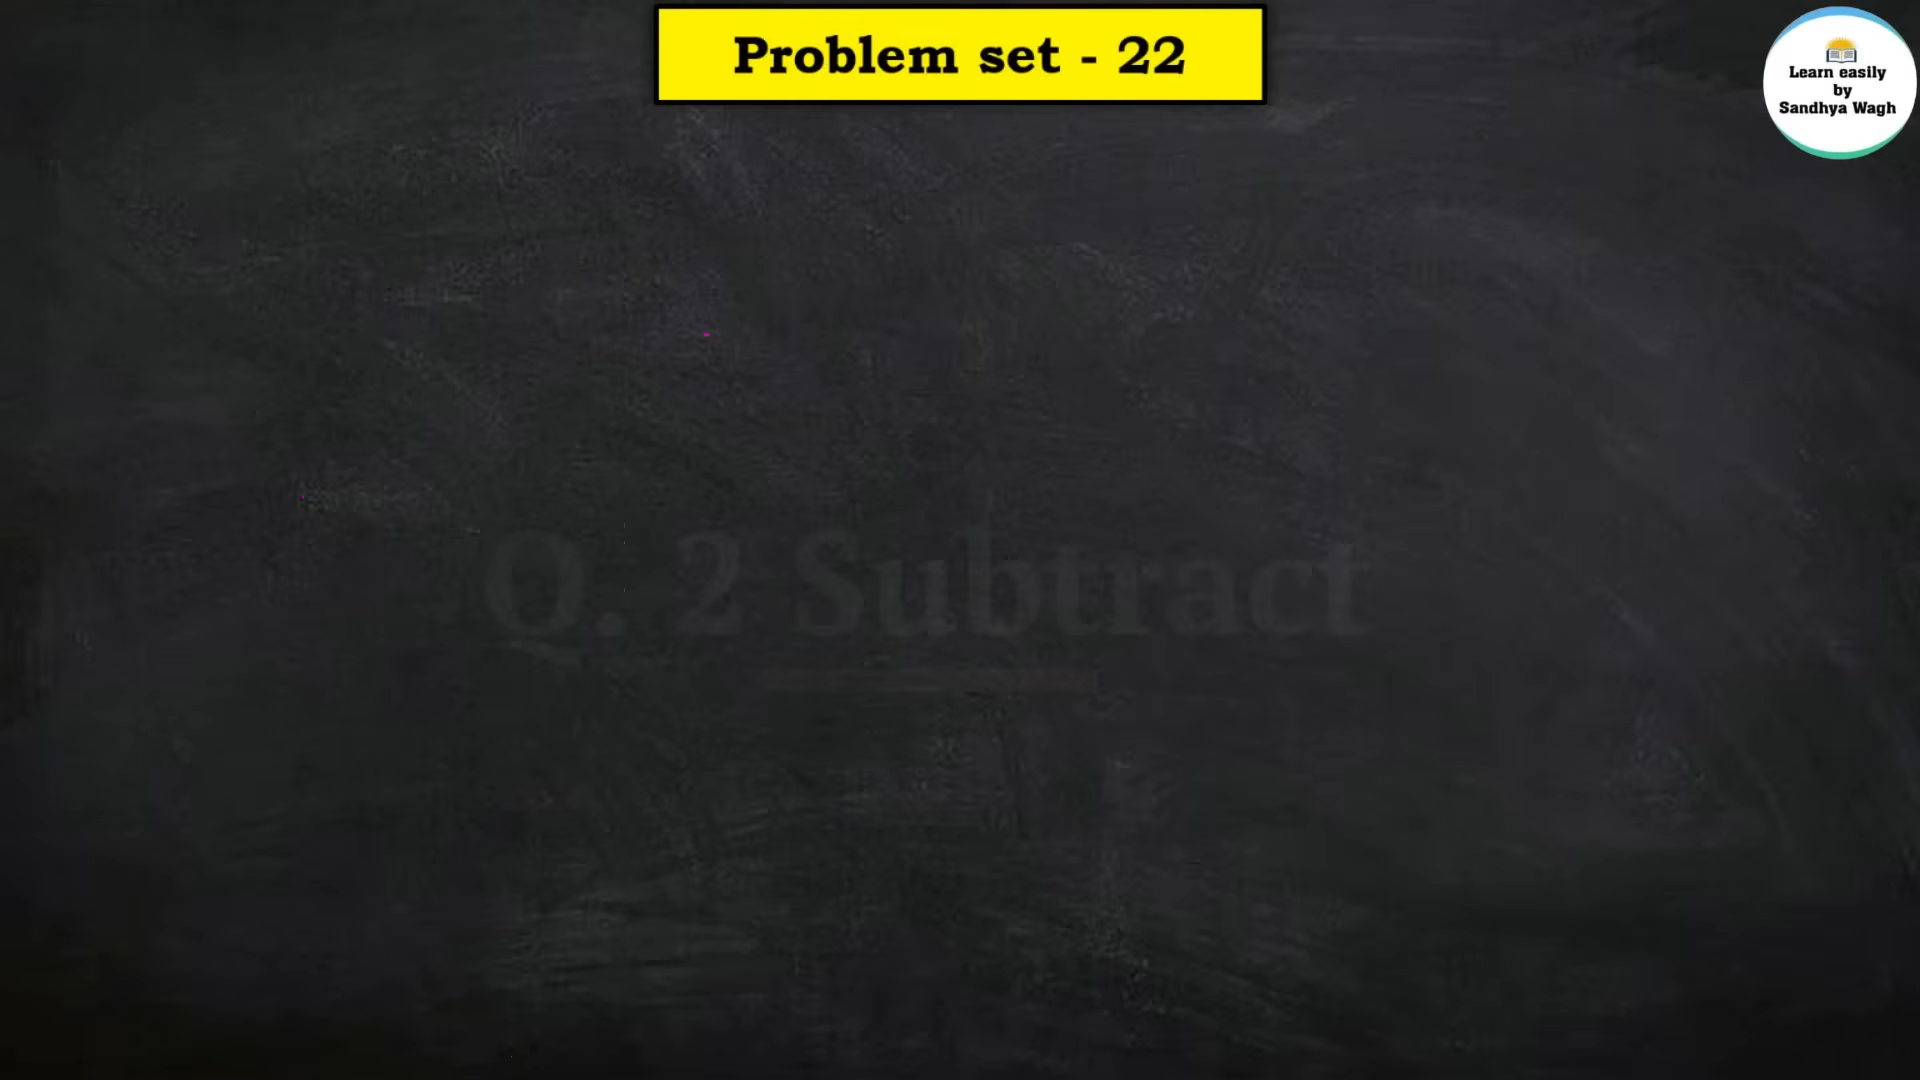 Problem set - 22
Learn easily
by
Sandhya Wagh
Q. 2 Subtract